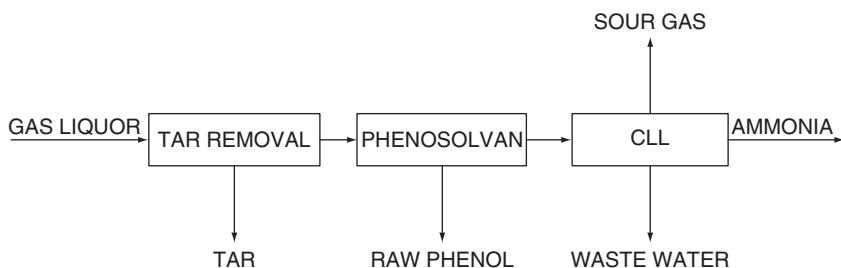 SOUR GAS
GAS LIQUOR
TAR REMOVAL
PHENOSOLVAN
CLL
AMMONIA
TAR
RAW PHENOL
WASTE WATER